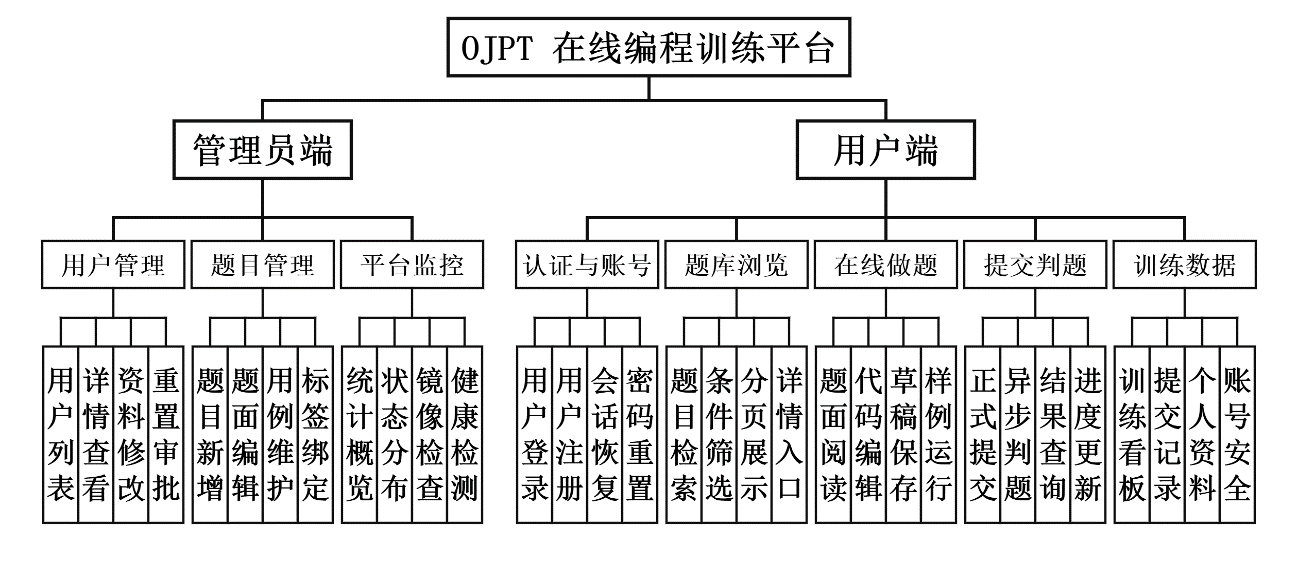 OJPT 在线编程训练平台
管理员端
用户端
用户管理
题目管理
平台监控
认证与账号
题库浏览
在线做题
提交判题
训练数据
用户列表
详情查看
资料修改
重置审批
题目新增
题面编辑
用例维护
标签绑定
统计概览
状态分布
镜像检查
健康检测
用户登录
用户注册
会话恢复
密码重置
题目检索
条件筛选
分页展示
详情入口
题面阅读
代码编辑
草稿保存
样例运行
正式提交
异步判题
结果查询
进度更新
训练看板
提交记录
个人资料
账号安全